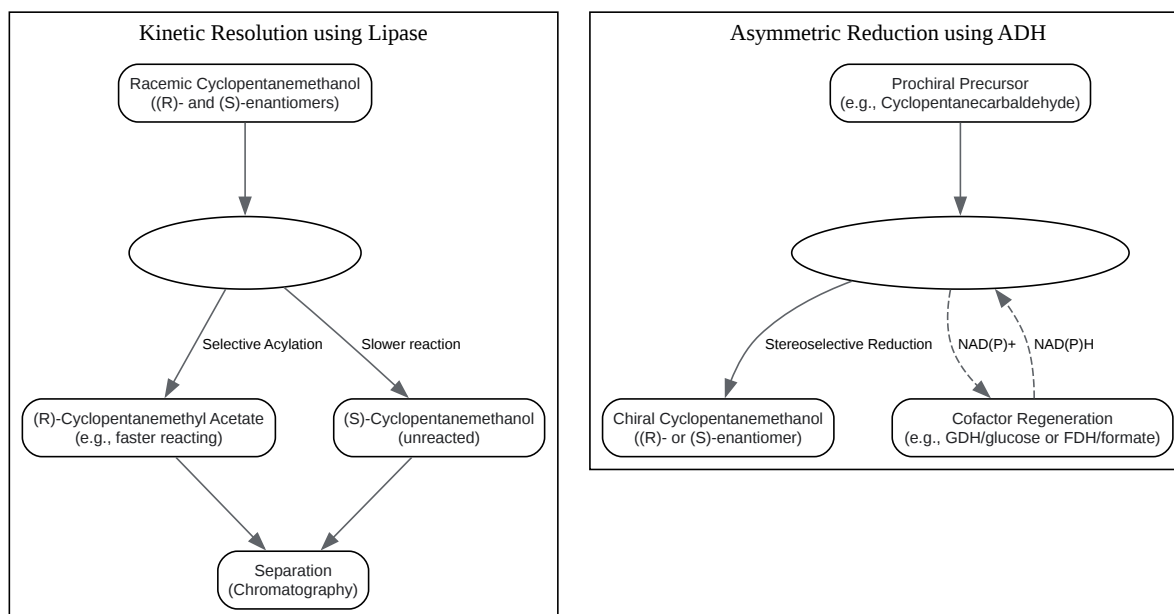 Kinetic Resolution using Lipase
Racemic Cyclopentanemethanol
((R)- and (S)-enantiomers)
Selective Acylation
Slower reaction
(R)-Cyclopentanemethyl Acetate
(e.g., faster reacting)
(S)-Cyclopentanemethanol
(unreacted)
Separation
(Chromatography)
Asymmetric Reduction using ADH
Prochiral Precursor
(e.g., Cyclopentanecarbaldehyde)
Stereoselective Reduction
NAD(P)+
NAD(P)H
Chiral Cyclopentanemethanol
((R)- or (S)-enantiomer)
Cofactor Regeneration
(e.g., GDH/glucose or FDH/formate)